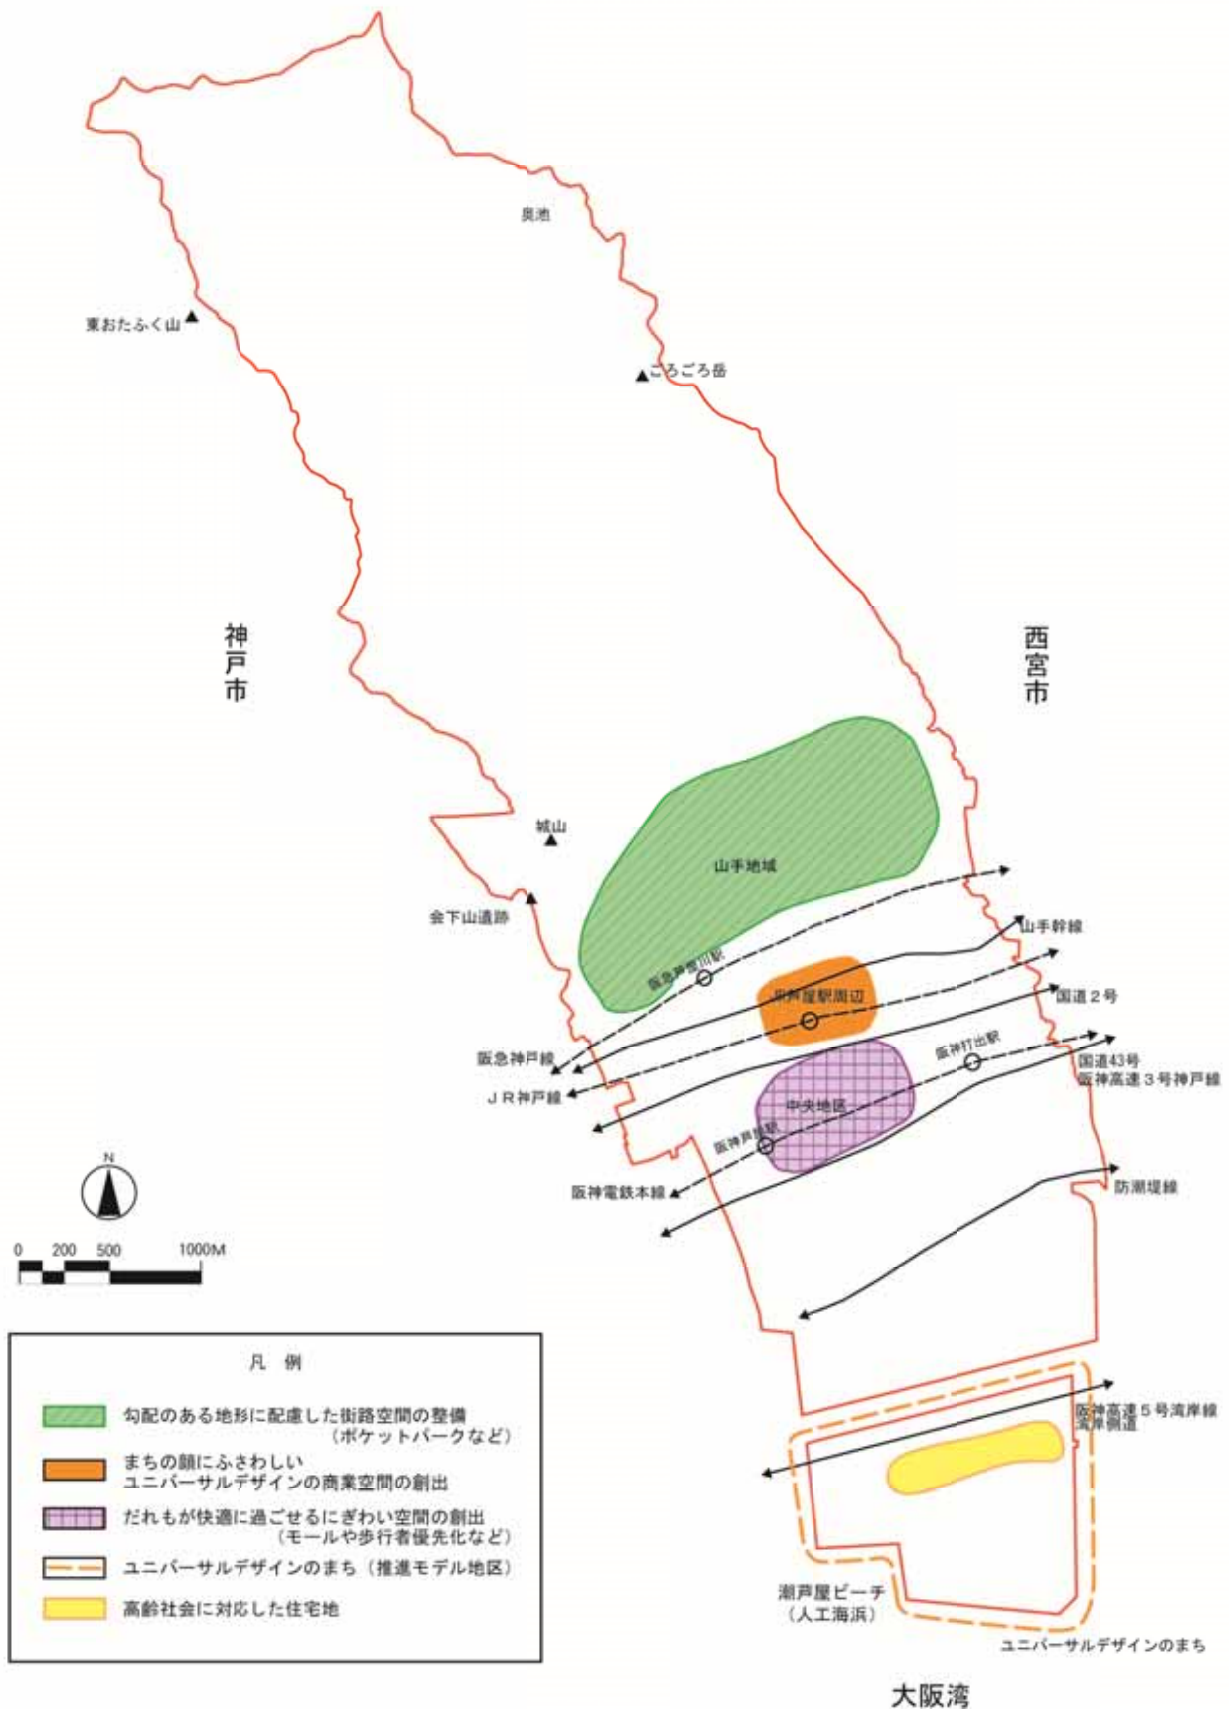 奥池
東おたふく山
ごろごろ岳
神戸市
西宮市
城山
山手地域
会下山遺跡
山手幹線
阪急芦屋川駅
JR芦屋駅周辺
国道2号
阪急神戸線
阪神打出駅
国道43号
阪神高速3号神戸線
JR神戸線
中央地区
阪神芦屋駅
阪神電鉄本線
防潮堤線
N
0 200 500 1000M
凡 例
勾配のある地形に配慮した街路空間の整備
(ポケットパークなど)
まちの顔にふさわしい
ユニバーサルデザインの商業空間の創出
だれもが快適に過ごせるにぎわい空間の創出
(モールや歩行者優先化など)
ユニバーサルデザインのまち(推進モデル地区)
高齢社会に対応した住宅地
阪神高速5号湾岸線
湾岸側道
潮芦屋ビーチ
(人工海浜)
ユニバーサルデザインのまち
大阪湾